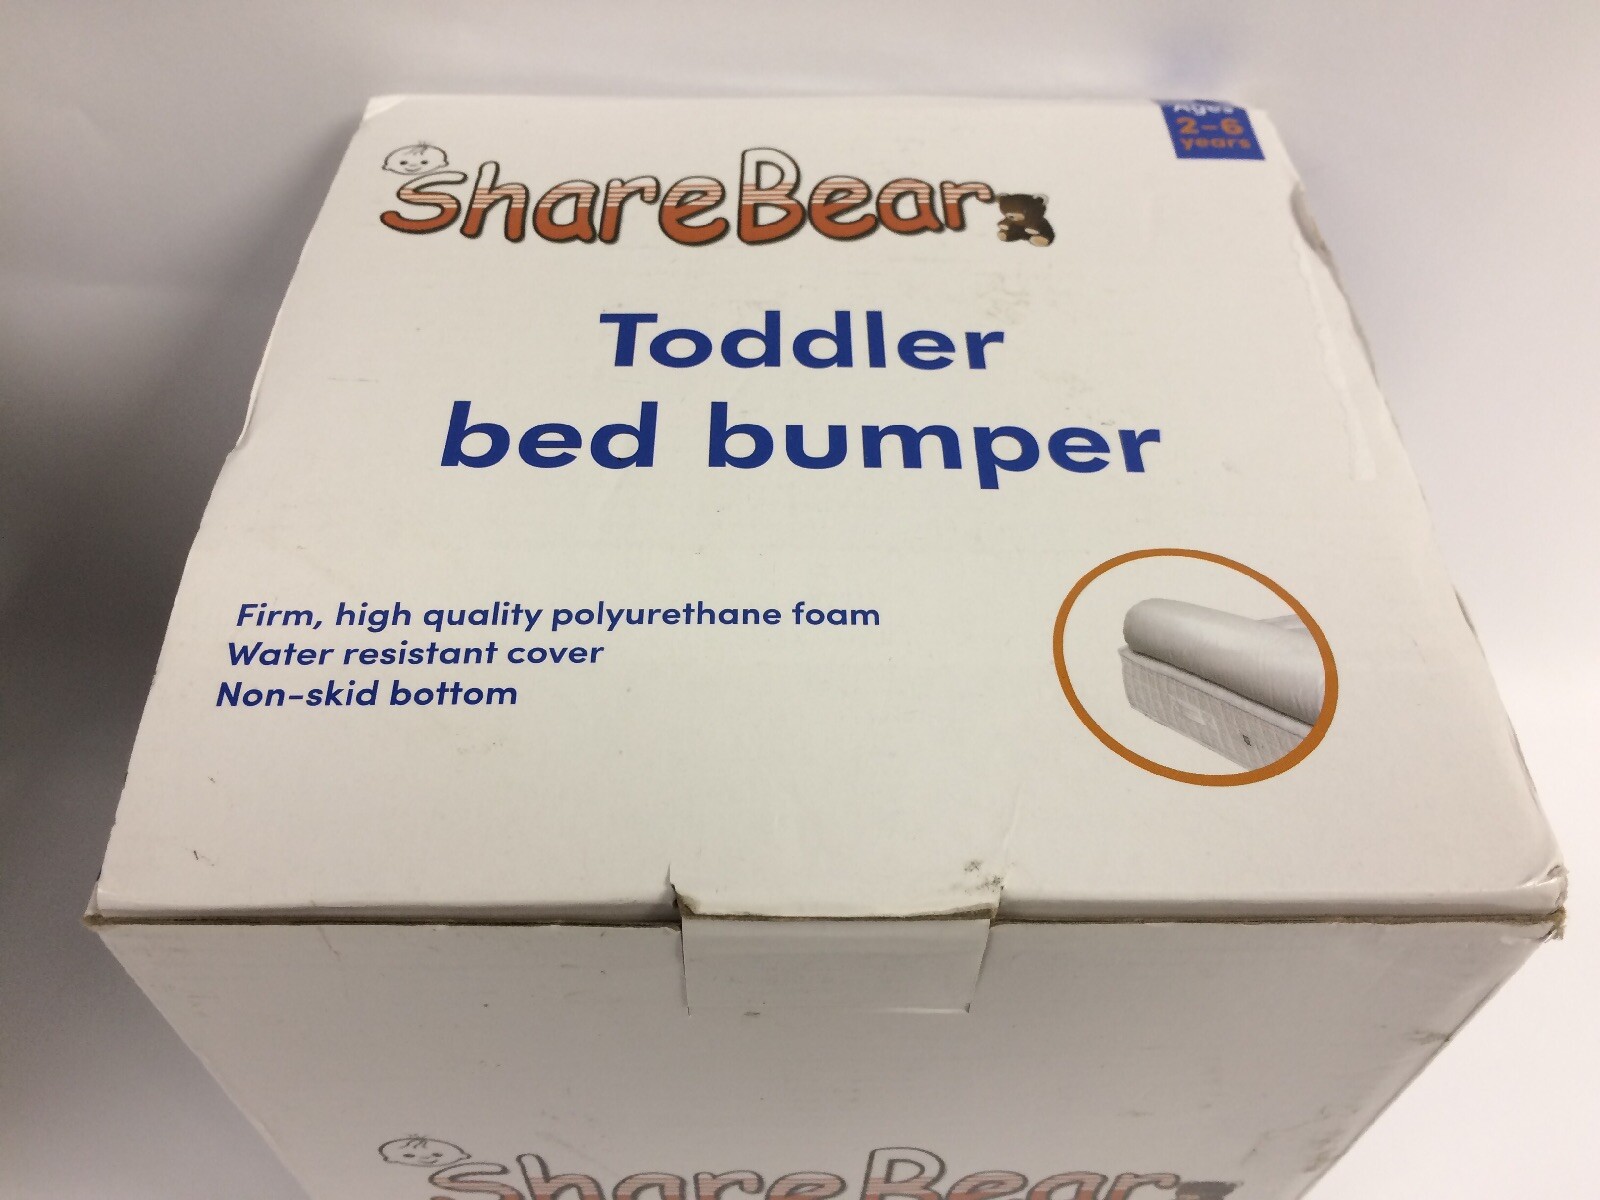 Ages
2-6
years
ShareBear
Toddler
bed bumper
Firm, high quality polyurethane foam
Water resistant cover
Non-skid bottom
ShareBear